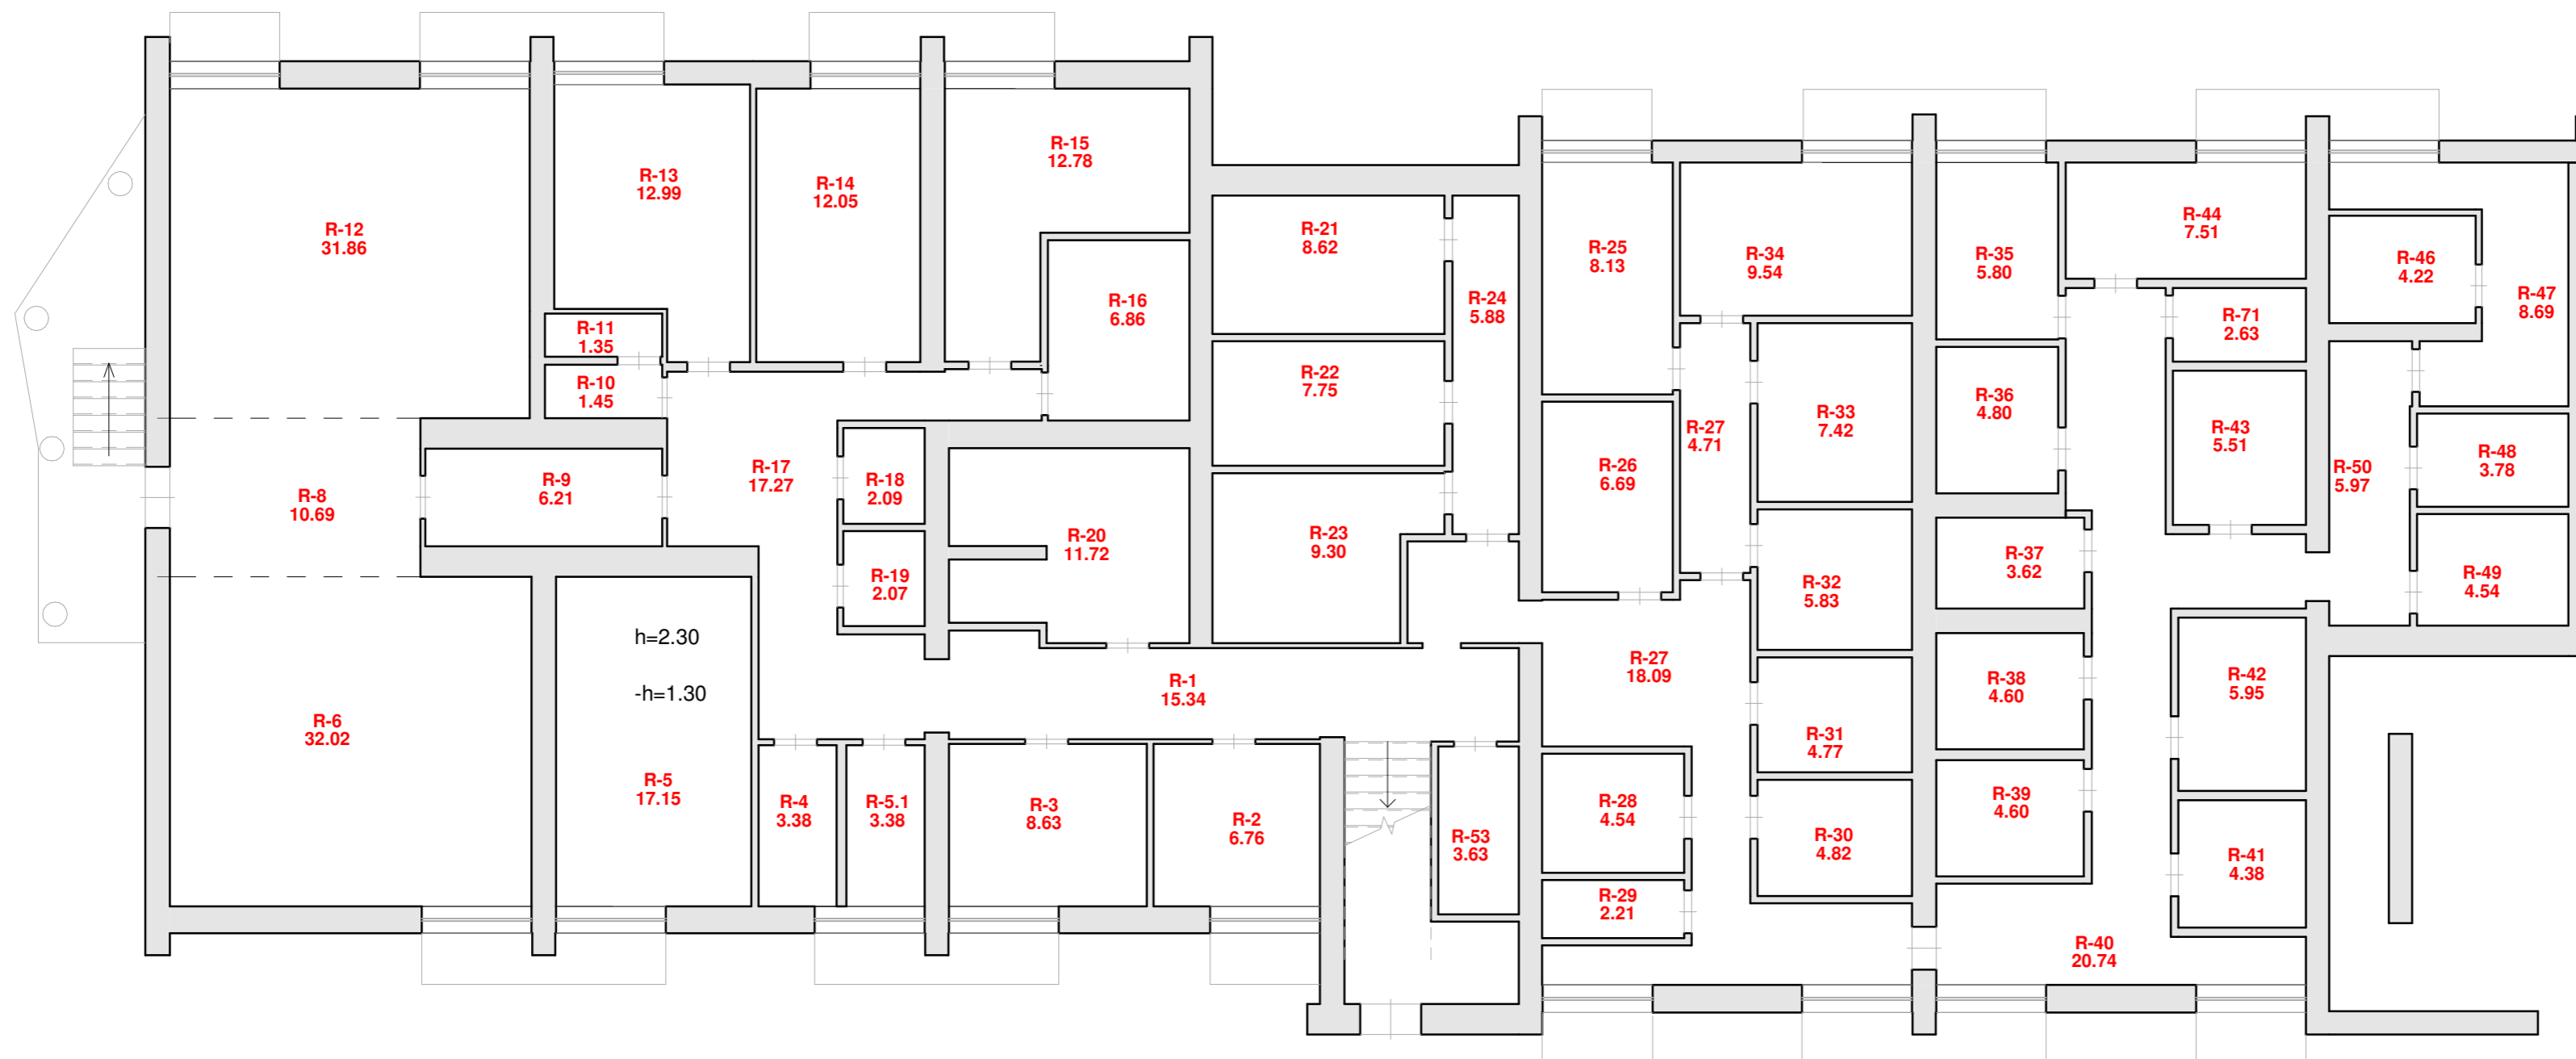 R-12
31.86
R-13
12.99
R-14
12.05
R-15
12.78
R-16
6.86
R-11
1.35
R-10
1.45
R-8
10.69
R-9
6.21
R-17
17.27
R-18
2.09
R-19
2.07
R-20
11.72
R-21
8.62
R-22
7.75
R-23
9.30
R-24
5.88
R-25
8.13
R-26
6.69
R-34
9.54
R-27
4.71
R-33
7.42
R-32
5.83
R-35
5.80
R-36
4.80
R-37
3.62
R-44
7.51
R-71
2.63
R-43
5.51
R-46
4.22
R-47
8.69
R-50
5.97
R-48
3.78
R-49
4.54
R-6
32.02
h=2.30
-h=1.30
R-5
17.15
R-4
3.38
R-5.1
3.38
R-3
8.63
R-2
6.76
R-1
15.34
R-53
3.63
R-27
18.09
R-28
4.54
R-29
2.21
R-31
4.77
R-30
4.82
R-38
4.60
R-39
4.60
R-42
5.95
R-41
4.38
R-40
20.74